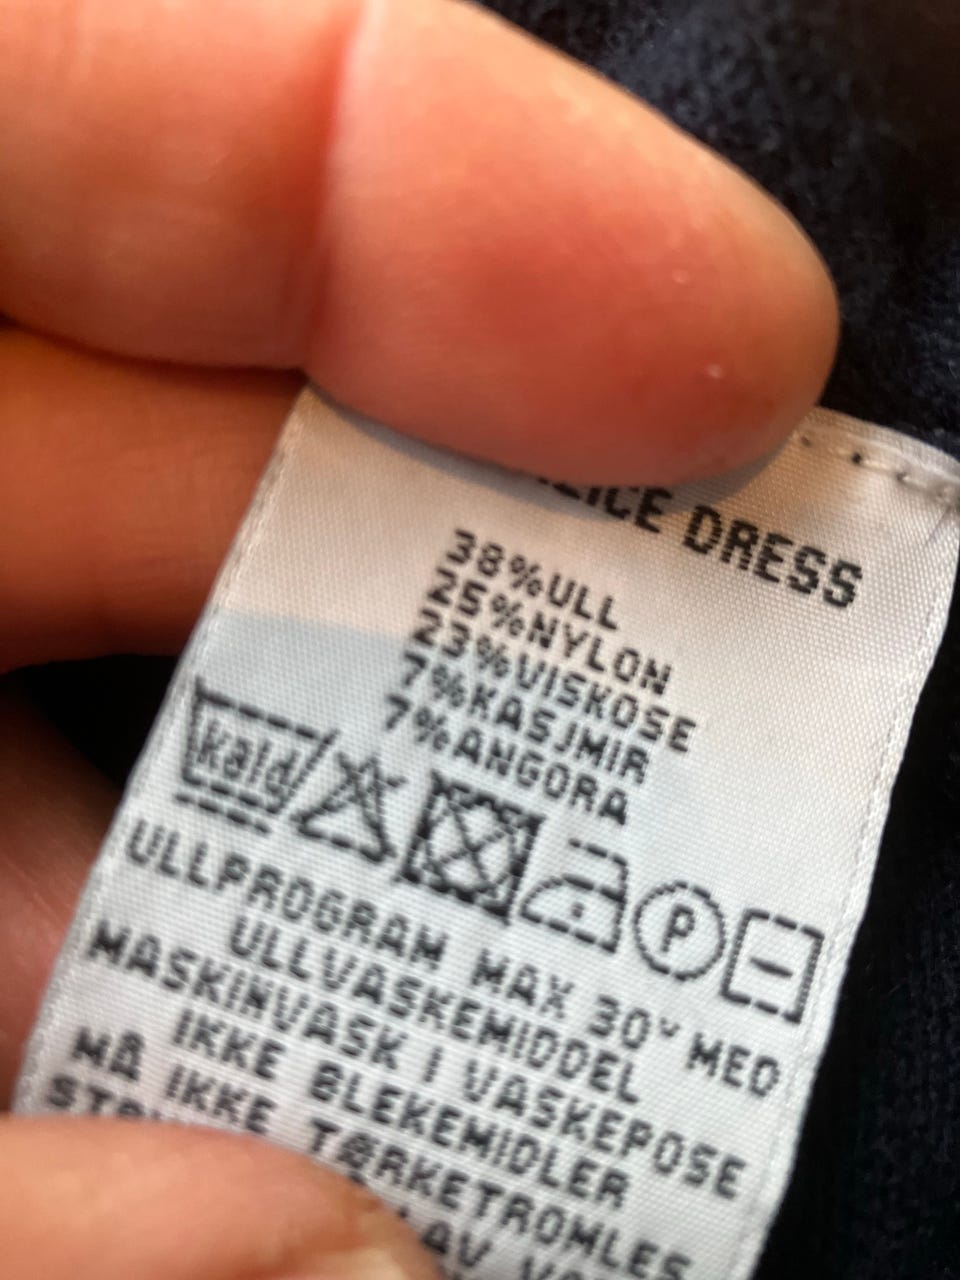 DRESS
38%ULL
25%NYLON
23%VISKOSE
7%KASJMIR
7%ANGORA
kald
P
ULLPROGRAM MAX 30° MED
ULLVASKEMIDDEL
MASKINVASK I VASKEPOSE
IKKE BLEKEMIDLER
MÅ IKKE TØRKETROMLES
LAV